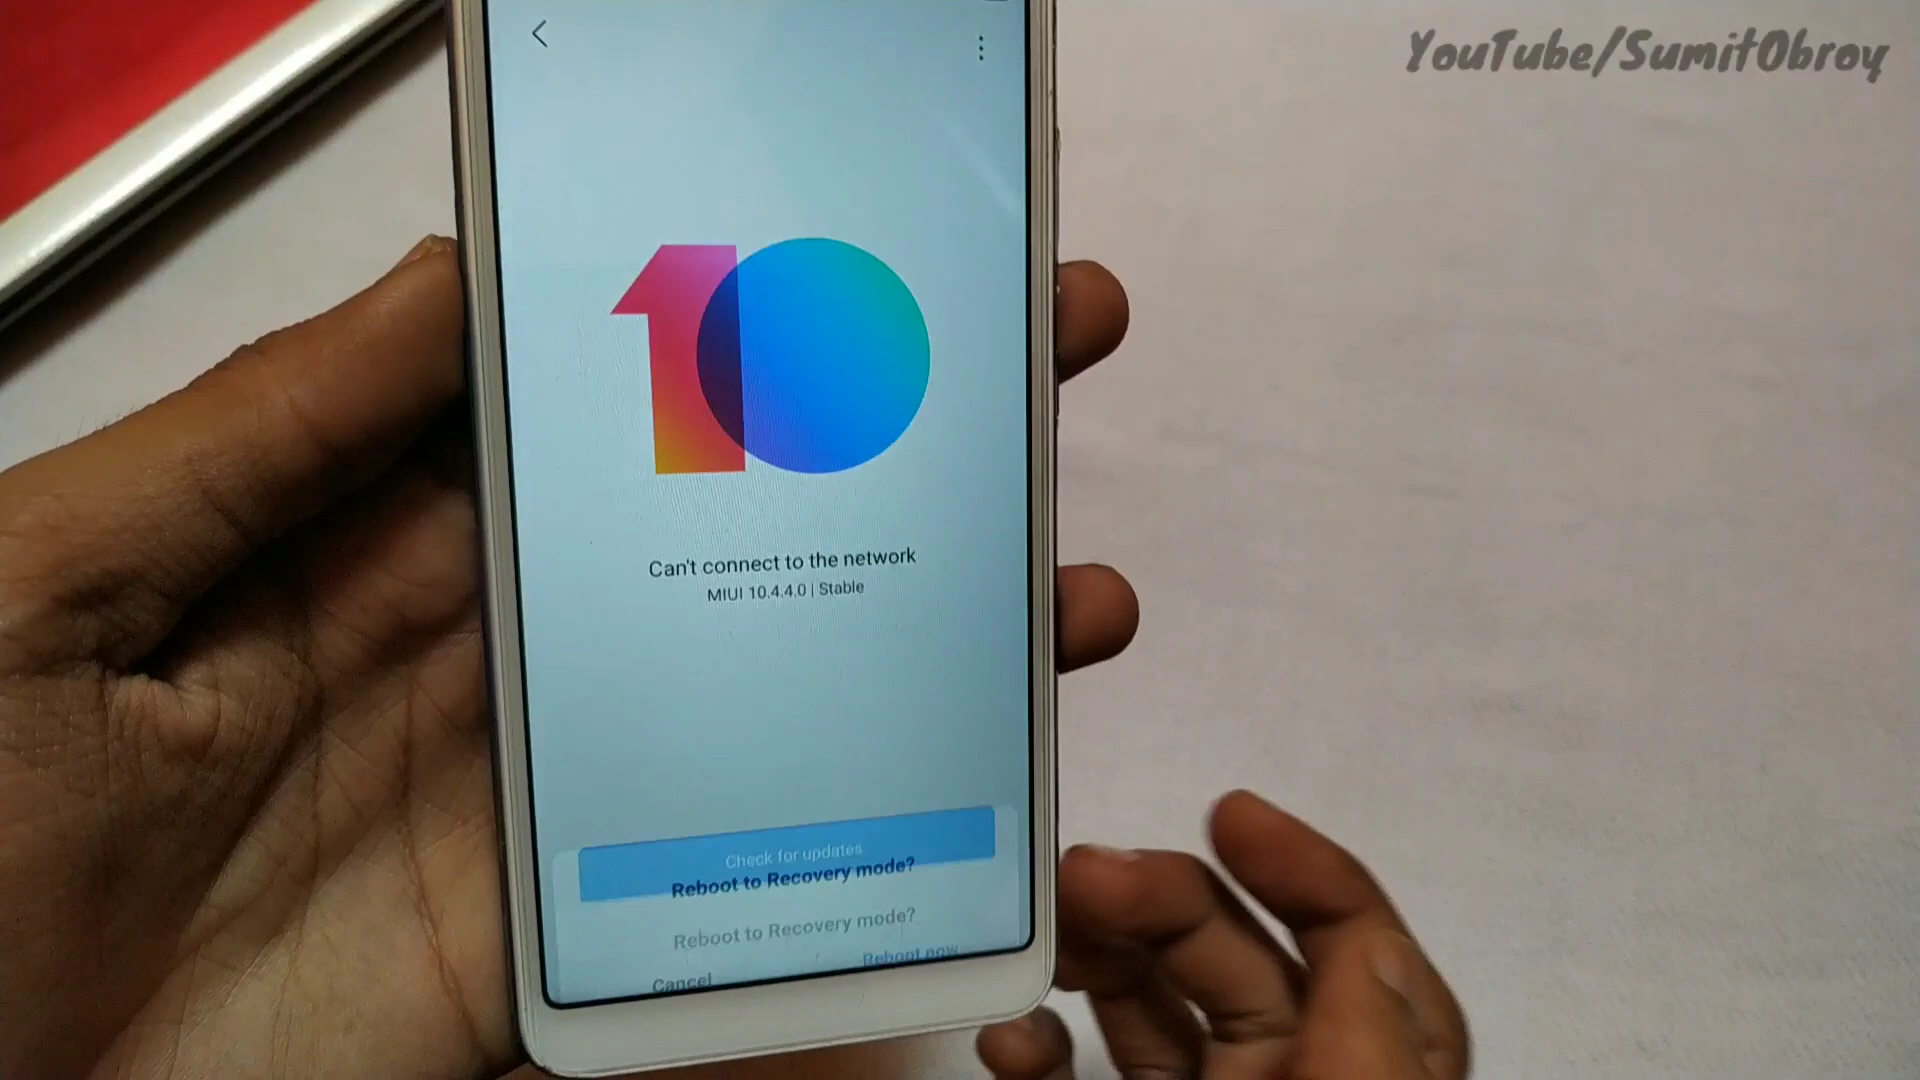 YouTube/SumitObroy
10
Can't connect to the network
MIUI 10.4.4.0 | Stable
Check for updates
Reboot to Recovery mode?
Reboot to Recovery mode?
Cancel Reboot now